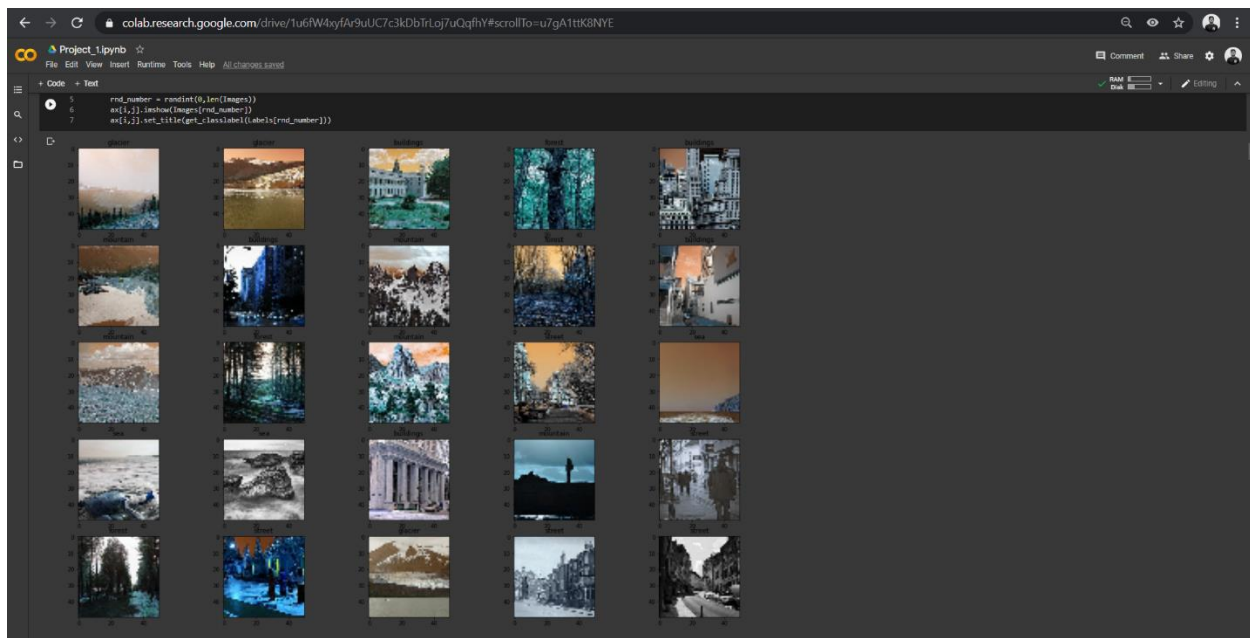 colab.research.google.com/drive/1u6fW4xyfAr9uUC7c3kDbTrLoj7uQqfhY#scrollTo=u7gA1ttK8NYE
Project_1.ipynb
Comment Share
File Edit View Insert Runtime Tools Help All changes saved
+ Code + Text
RAM
Disk
Editing
5 rnd_number = randint(0,len(Images))
6 ax[i,j].imshow(Images[rnd_number])
7 ax[i,j].set_title(get_classlabel(Labels[rnd_number]))
glacier glacier buildings forest buildings
mountain buildings mountain forest buildings
mountain forest mountain street sea
sea sea buildings mountain street
forest street glacier street street